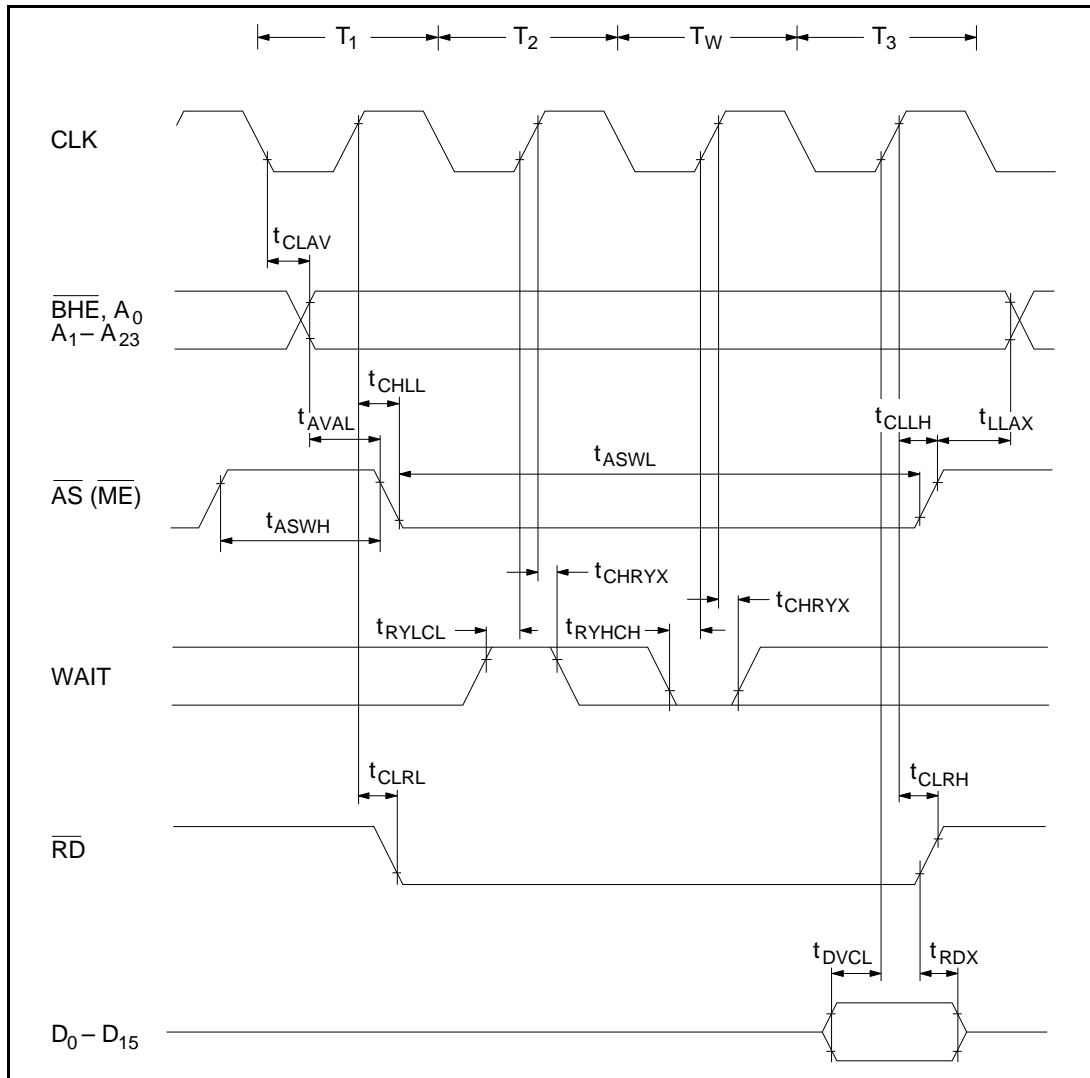 T1 T2 TW T3
CLK
tCLAV
BHE, A0
A1 – A23
tCHLL
tAVAL
tCLLH
tLLAX
tASWL
AS (ME)
tASWH
tCHRYX
tCHRYX
tRYLCL
tRYHCH
WAIT
tCLRL
tCLRH
RD
tDVCL
tRDX
D0 – D15